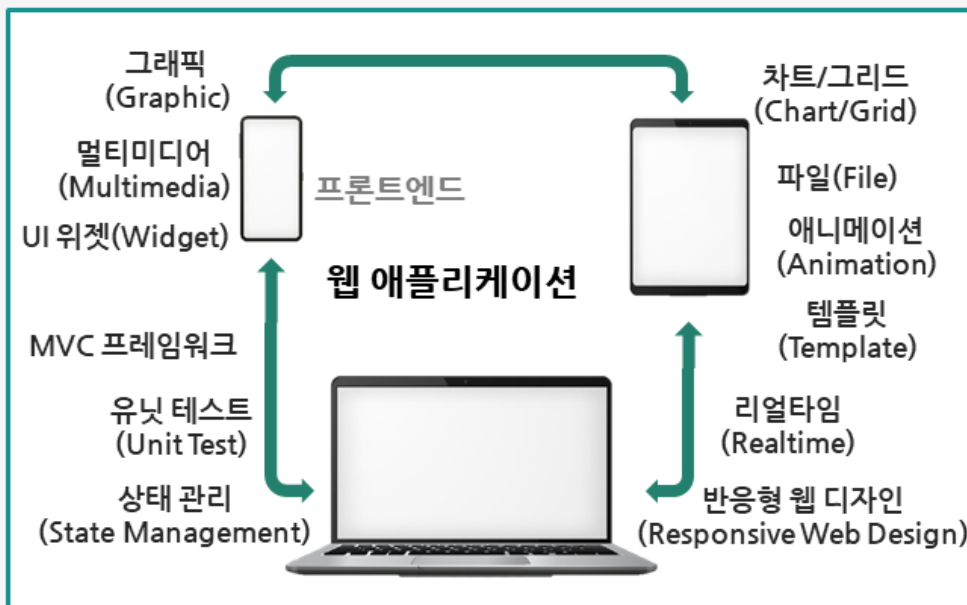 그래픽
(Graphic)
멀티미디어
(Multimedia)
UI 위젯(Widget)
프론트엔드
차트/그리드
(Chart/Grid)
파일(File)
애니메이션
(Animation)
템플릿
(Template)
웹 애플리케이션
MVC 프레임워크
유닛 테스트
(Unit Test)
상태 관리
(State Management)
리얼타임
(Realtime)
반응형 웹 디자인
(Responsive Web Design)